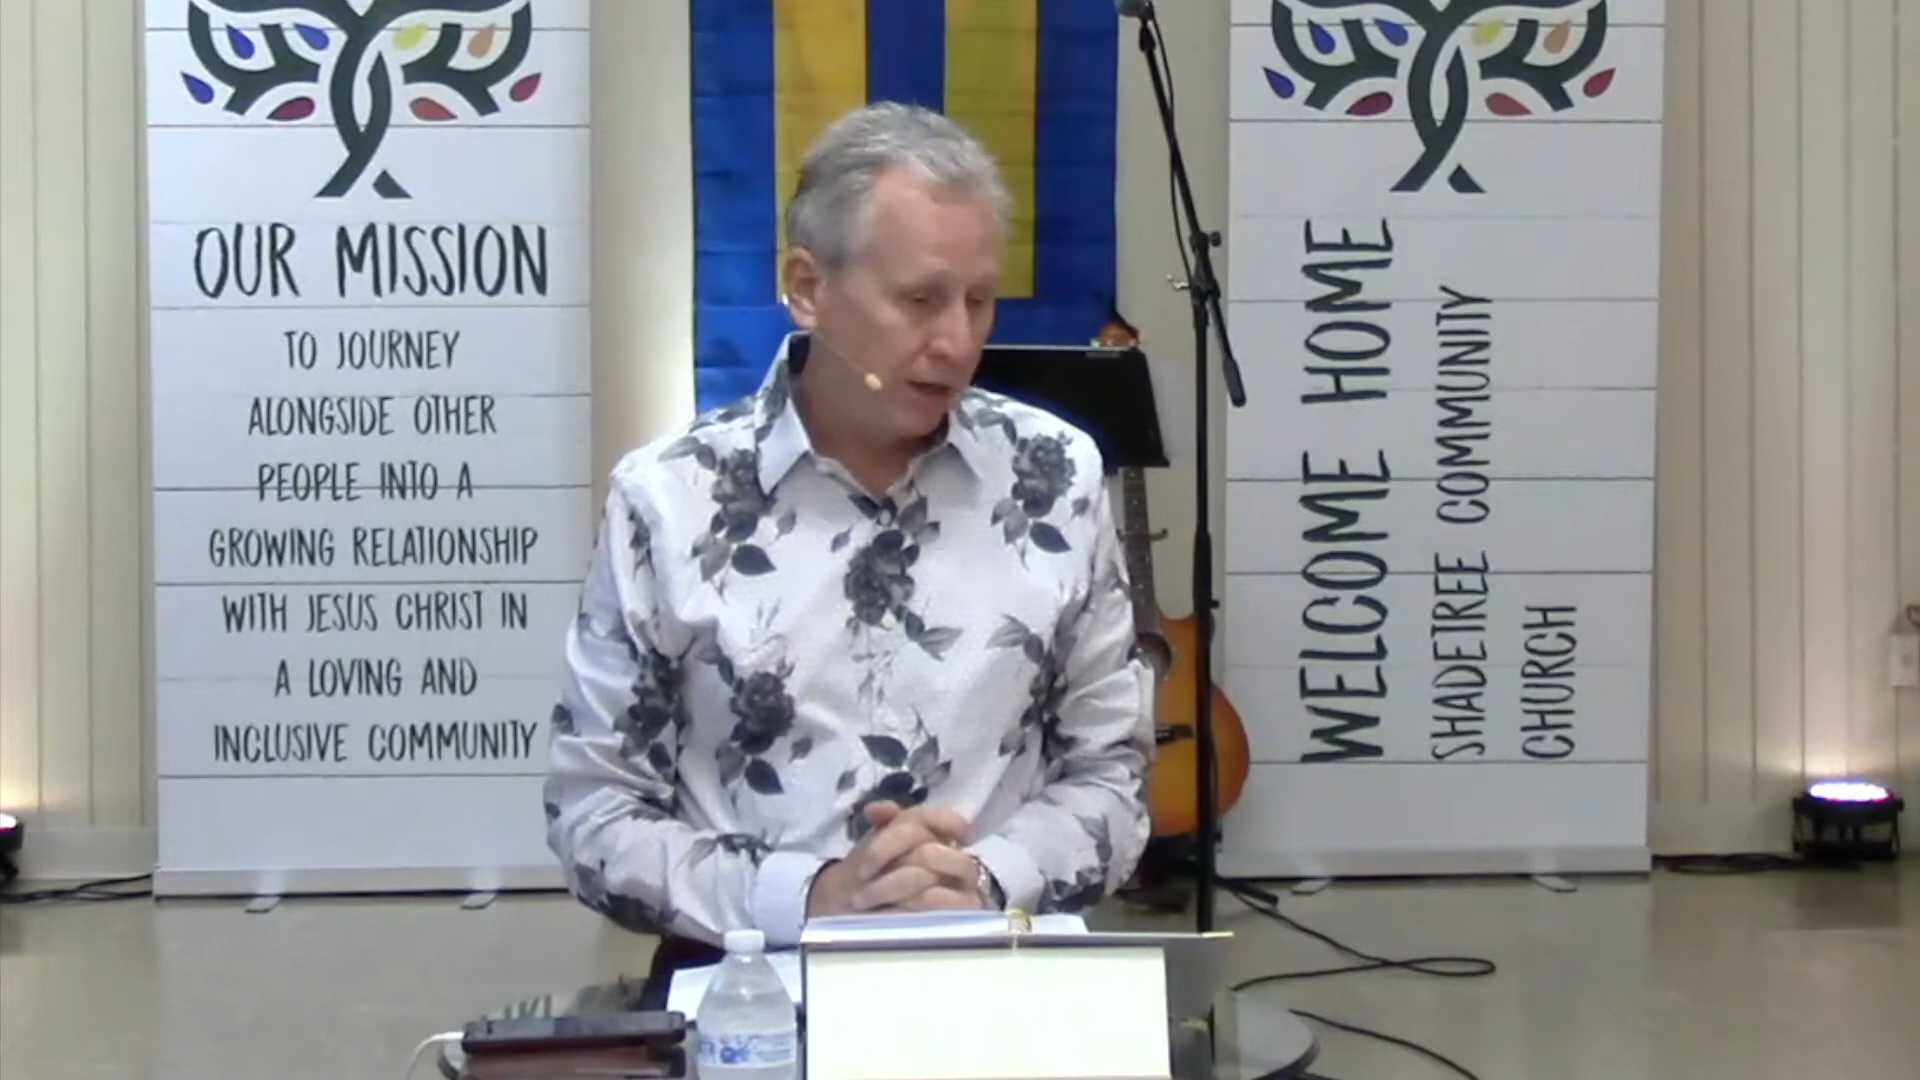 OUR MISSION
TO JOURNEY
ALONGSIDE OTHER
PEOPLE INTO A
GROWING RELATIONSHIP
WITH JESUS CHRIST IN
A LOVING AND
INCLUSIVE COMMUNITY
WELCOME HOME
SHADETREE COMMUNITY
CHURCH